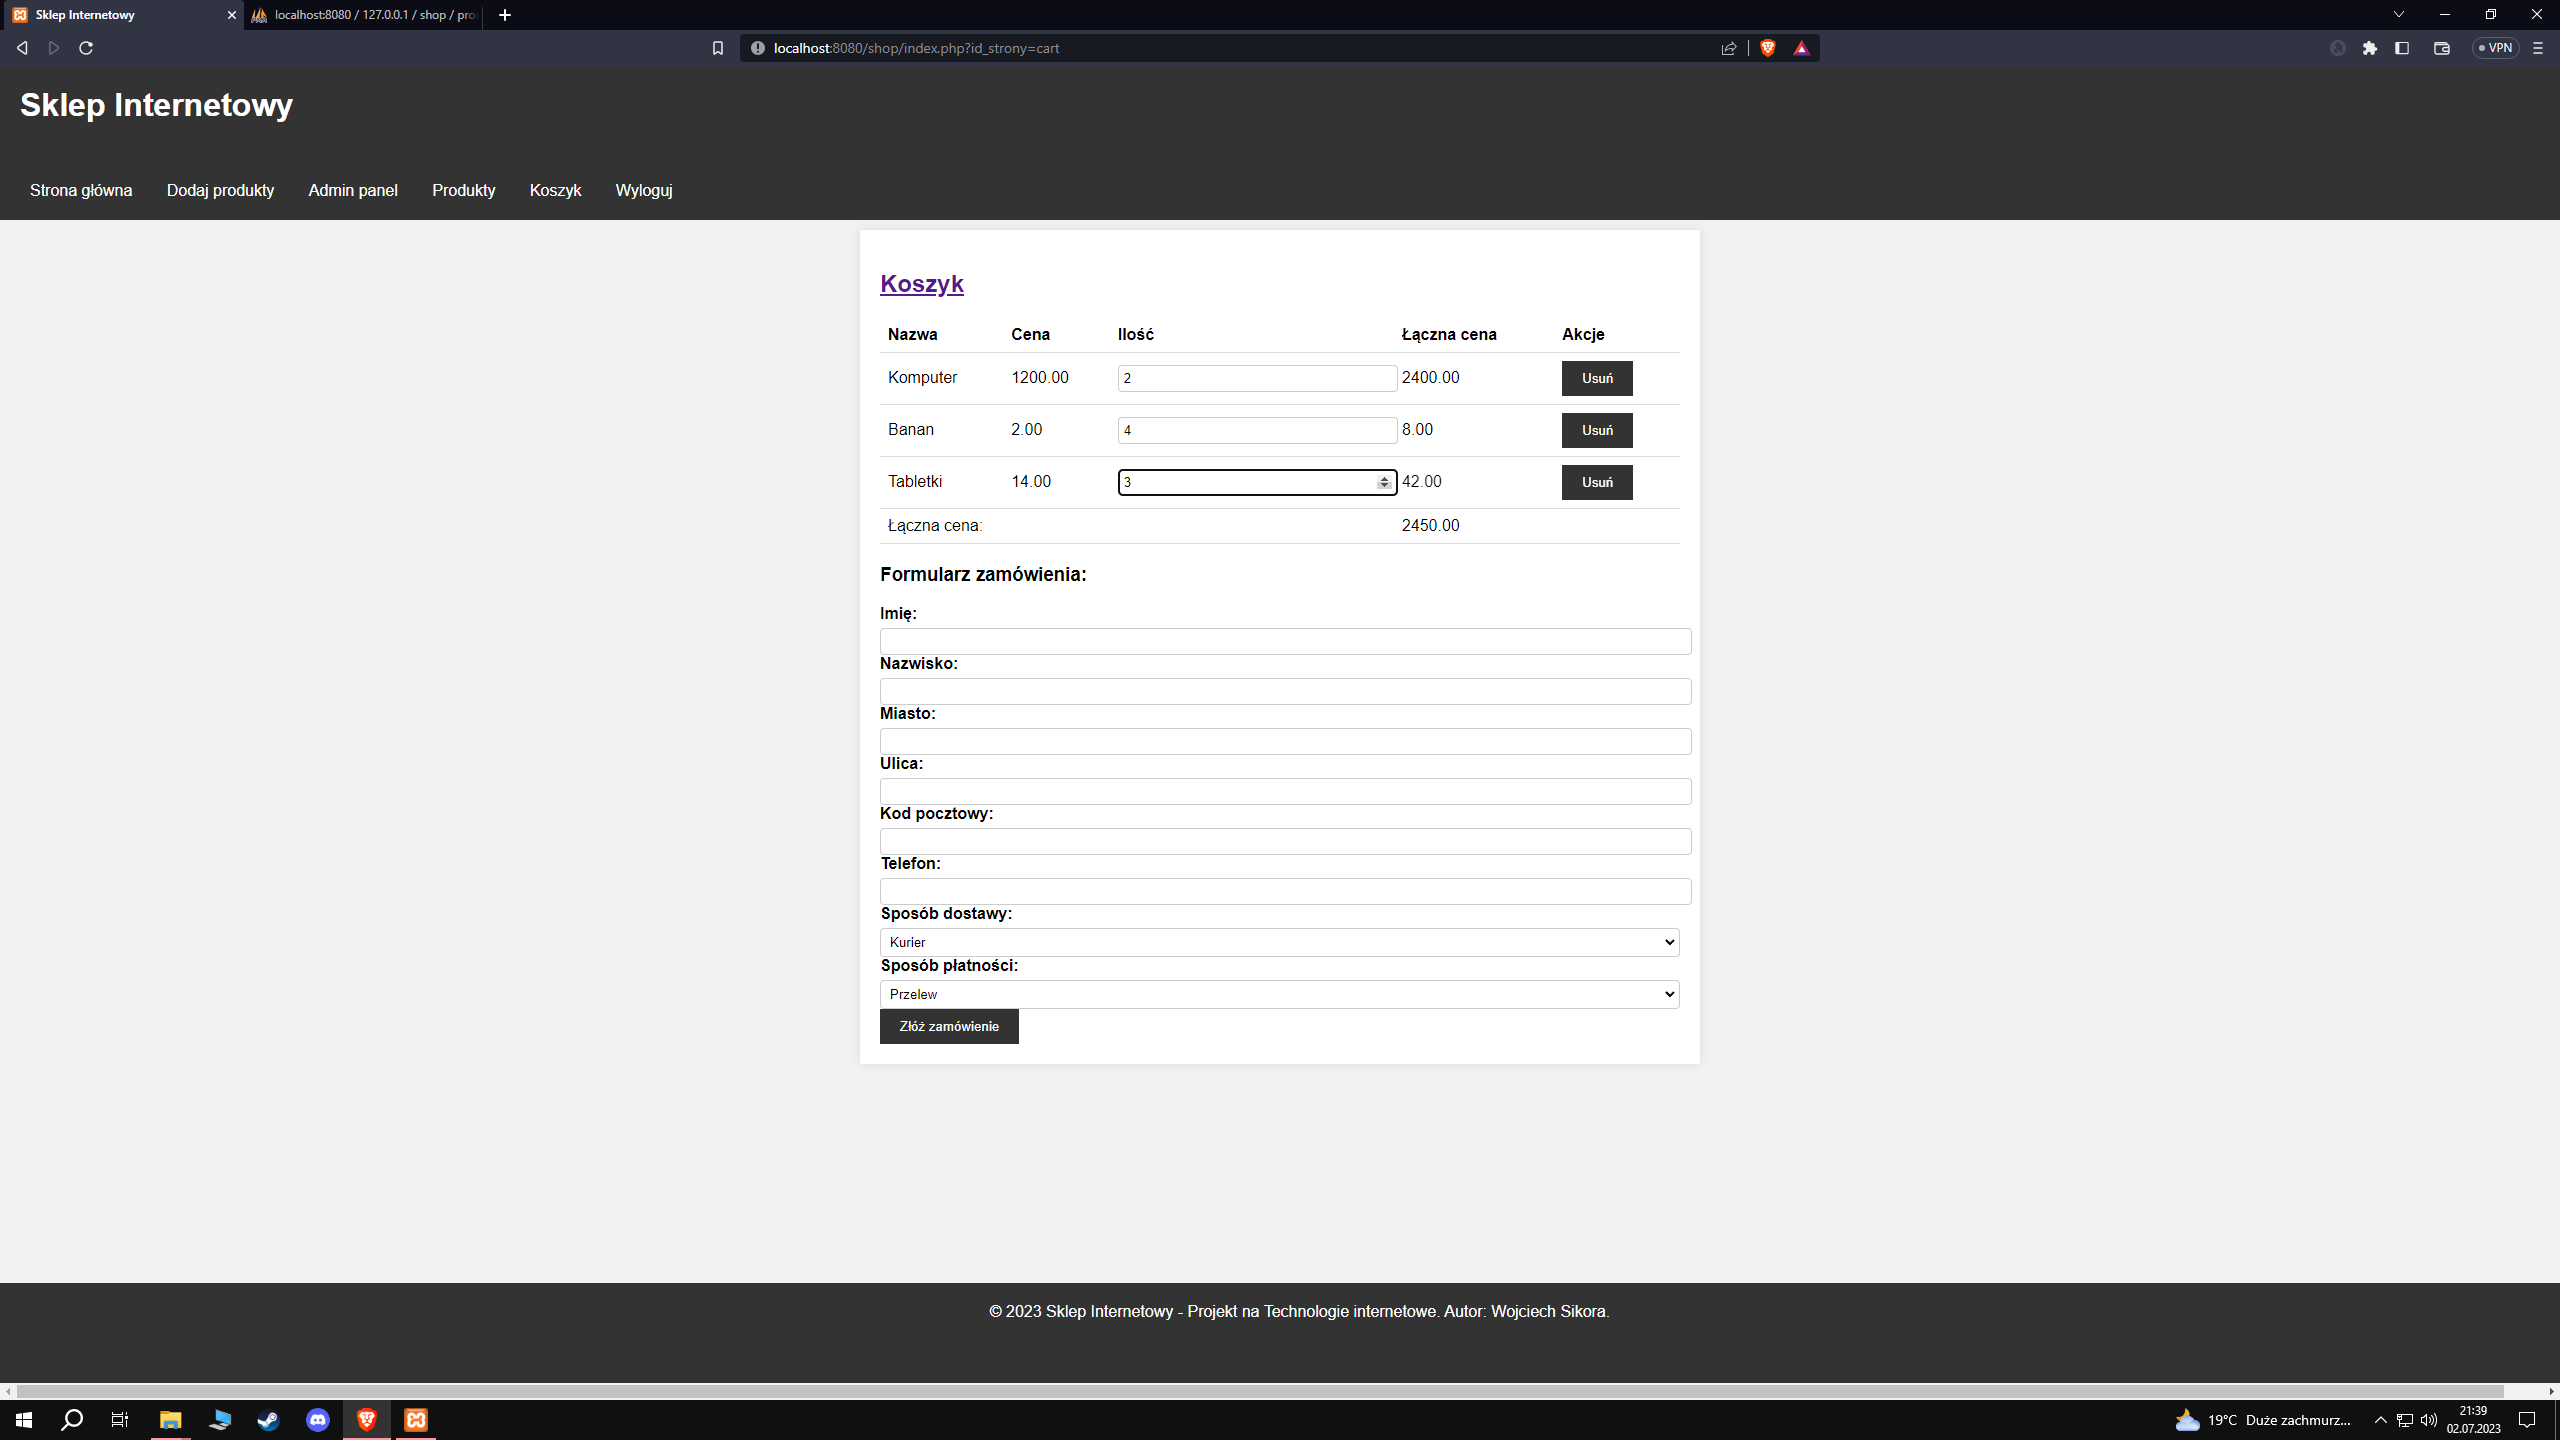 Sklep Internetowy
localhost:8080 / 127.0.0.1 / shop / pro
localhost:8080/shop/index.php?id_strony=cart
VPN
Sklep Internetowy
Strona główna Dodaj produkty Admin panel Produkty Koszyk Wyloguj
Koszyk
Nazwa Cena Ilość Łączna cena Akcje
Komputer 1200.00 2 2400.00 Usuń
Banan 2.00 4 8.00 Usuń
Tabletki 14.00 3 42.00 Usuń
Łączna cena: 2450.00
Formularz zamówienia:
Imię:
Nazwisko:
Miasto:
Ulica:
Kod pocztowy:
Telefon:
Sposób dostawy:
Kurier
Sposób płatności:
Przelew
Złóż zamówienie
© 2023 Sklep Internetowy - Projekt na Technologie internetowe. Autor: Wojciech Sikora.
19°C Duże zachmurz...
21:39
02.07.2023